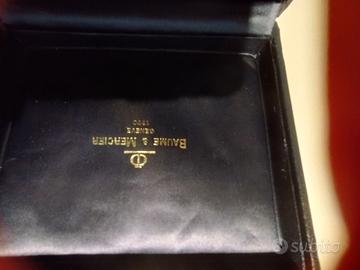 BAUME & MERCIER
GENEVE
1830
subito